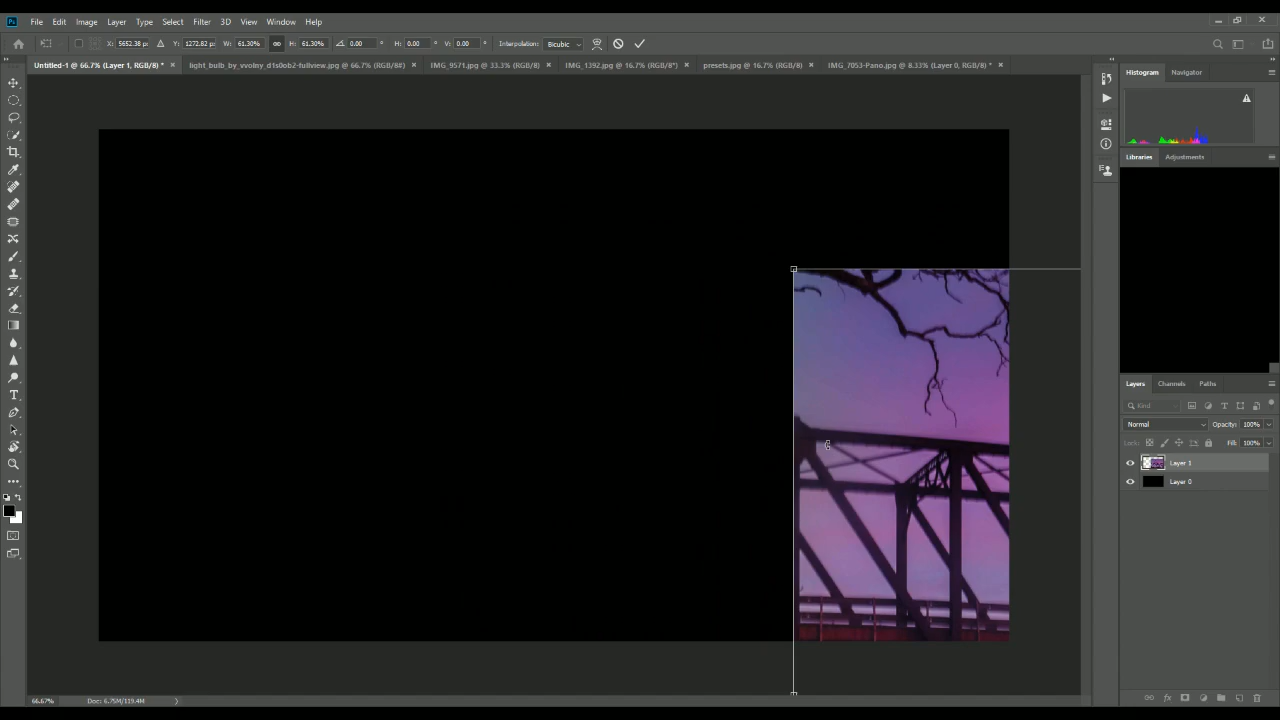 Ps File Edit Image Layer Type Select Filter 3D View Window Help
X: 5652.38 px Y: 1272.82 px W: 61.30% H: 61.30% 0.00 ° H: 0.00 ° V: 0.00 ° Interpolation: Bicubic
Untitled-1 @ 66.7% (Layer 1, RGB/8) * × light_bulb_by_vvolny_d1s0ob2-fullview.jpg @ 66.7% (RGB/8#) × IMG_9571.jpg @ 33.3% (RGB/8) × IMG_1392.jpg @ 16.7% (RGB/8*) × presets.jpg @ 16.7% (RGB/8) × IMG_7053-Pano.jpg @ 8.33% (Layer 0, RGB/8) * ×
Histogram Navigator
Libraries Adjustments
Layers Channels Paths
Kind
Normal Opacity: 100%
Lock: Fill: 100%
Layer 1
Layer 0
66.67% Doc: 6.75M/119.4M